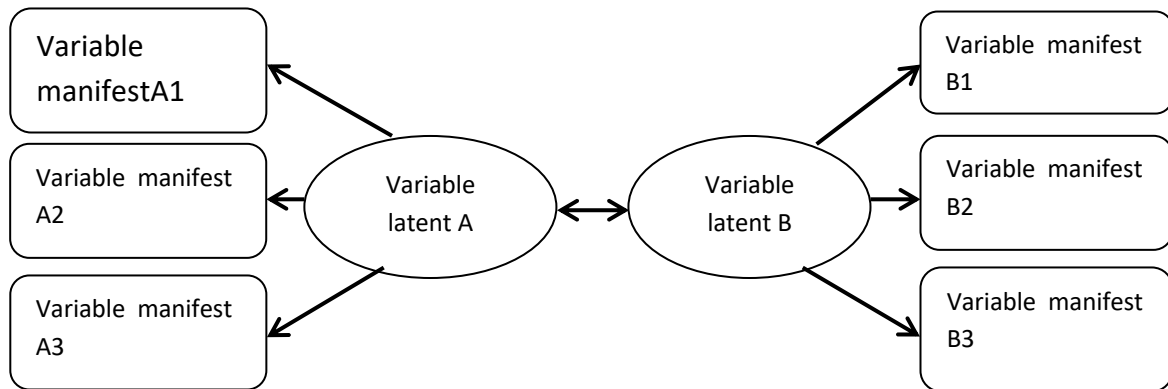 Variable
manifestA1
Variable manifest
A2
Variable manifest
A3
Variable
latent A
Variable
latent B
Variable manifest
B1
Variable manifest
B2
Variable manifest
B3